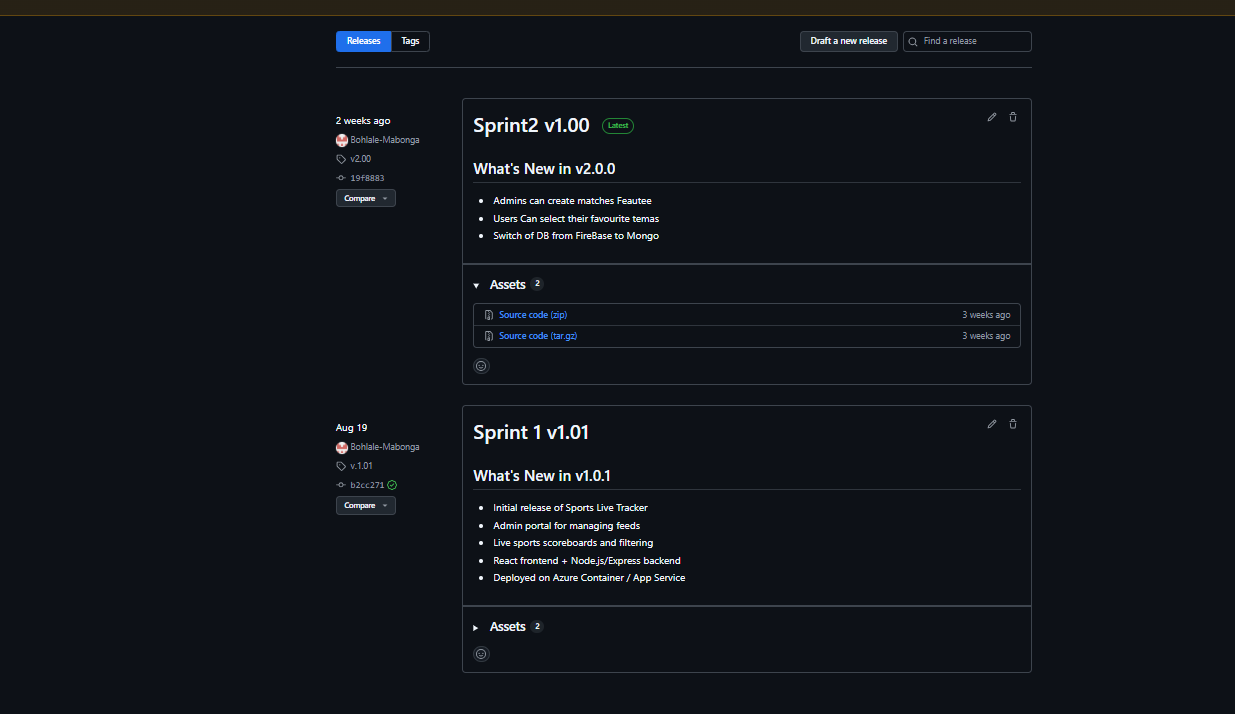 Releases Tags Draft a new release Find a release
2 weeks ago
Bohlale-Mabonga
v2.00
19f8883
Compare
Sprint2 v1.00 Latest
What's New in v2.0.0
Admins can create matches Feautee
Users Can select their favourite temas
Switch of DB from FireBase to Mongo
Assets 2
Source code (zip) 3 weeks ago
Source code (tar.gz) 3 weeks ago
Aug 19
Bohlale-Mabonga
v.1.01
b2cc271
Compare
Sprint 1 v1.01
What's New in v1.0.1
Initial release of Sports Live Tracker
Admin portal for managing feeds
Live sports scoreboards and filtering
React frontend + Node.js/Express backend
Deployed on Azure Container / App Service
Assets 2